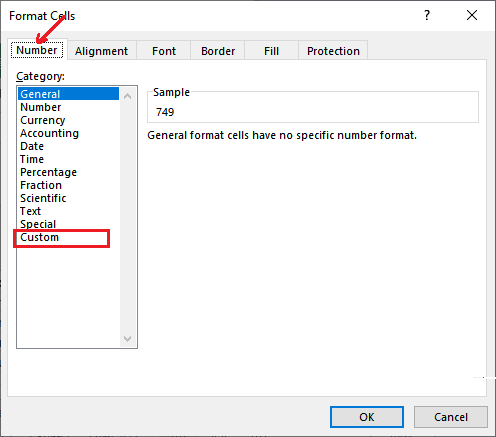 Format Cells
? ×
Number Alignment Font Border Fill Protection
Category:
General
Number
Currency
Accounting
Date
Time
Percentage
Fraction
Scientific
Text
Special
Custom
Sample
749
General format cells have no specific number format.
OK Cancel